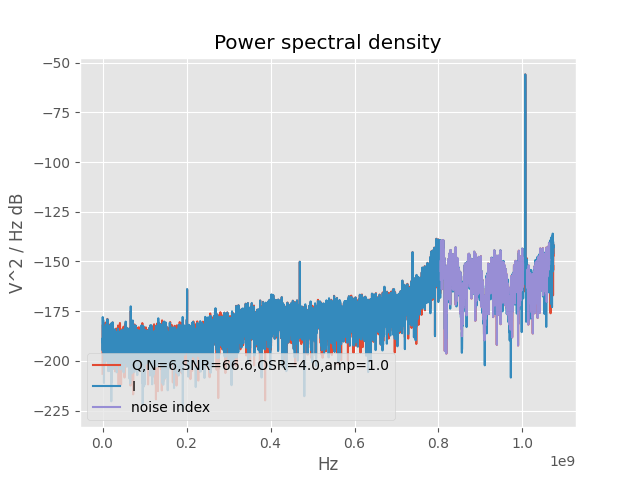 Power spectral density
V^2 / Hz dB
−50
−75
−100
−125
−150
−175
−200
−225
Q,N=6,SNR=66.6,OSR=4.0,amp=1.0
I
noise index
0.0 0.2 0.4 0.6 0.8 1.0
1e9
Hz